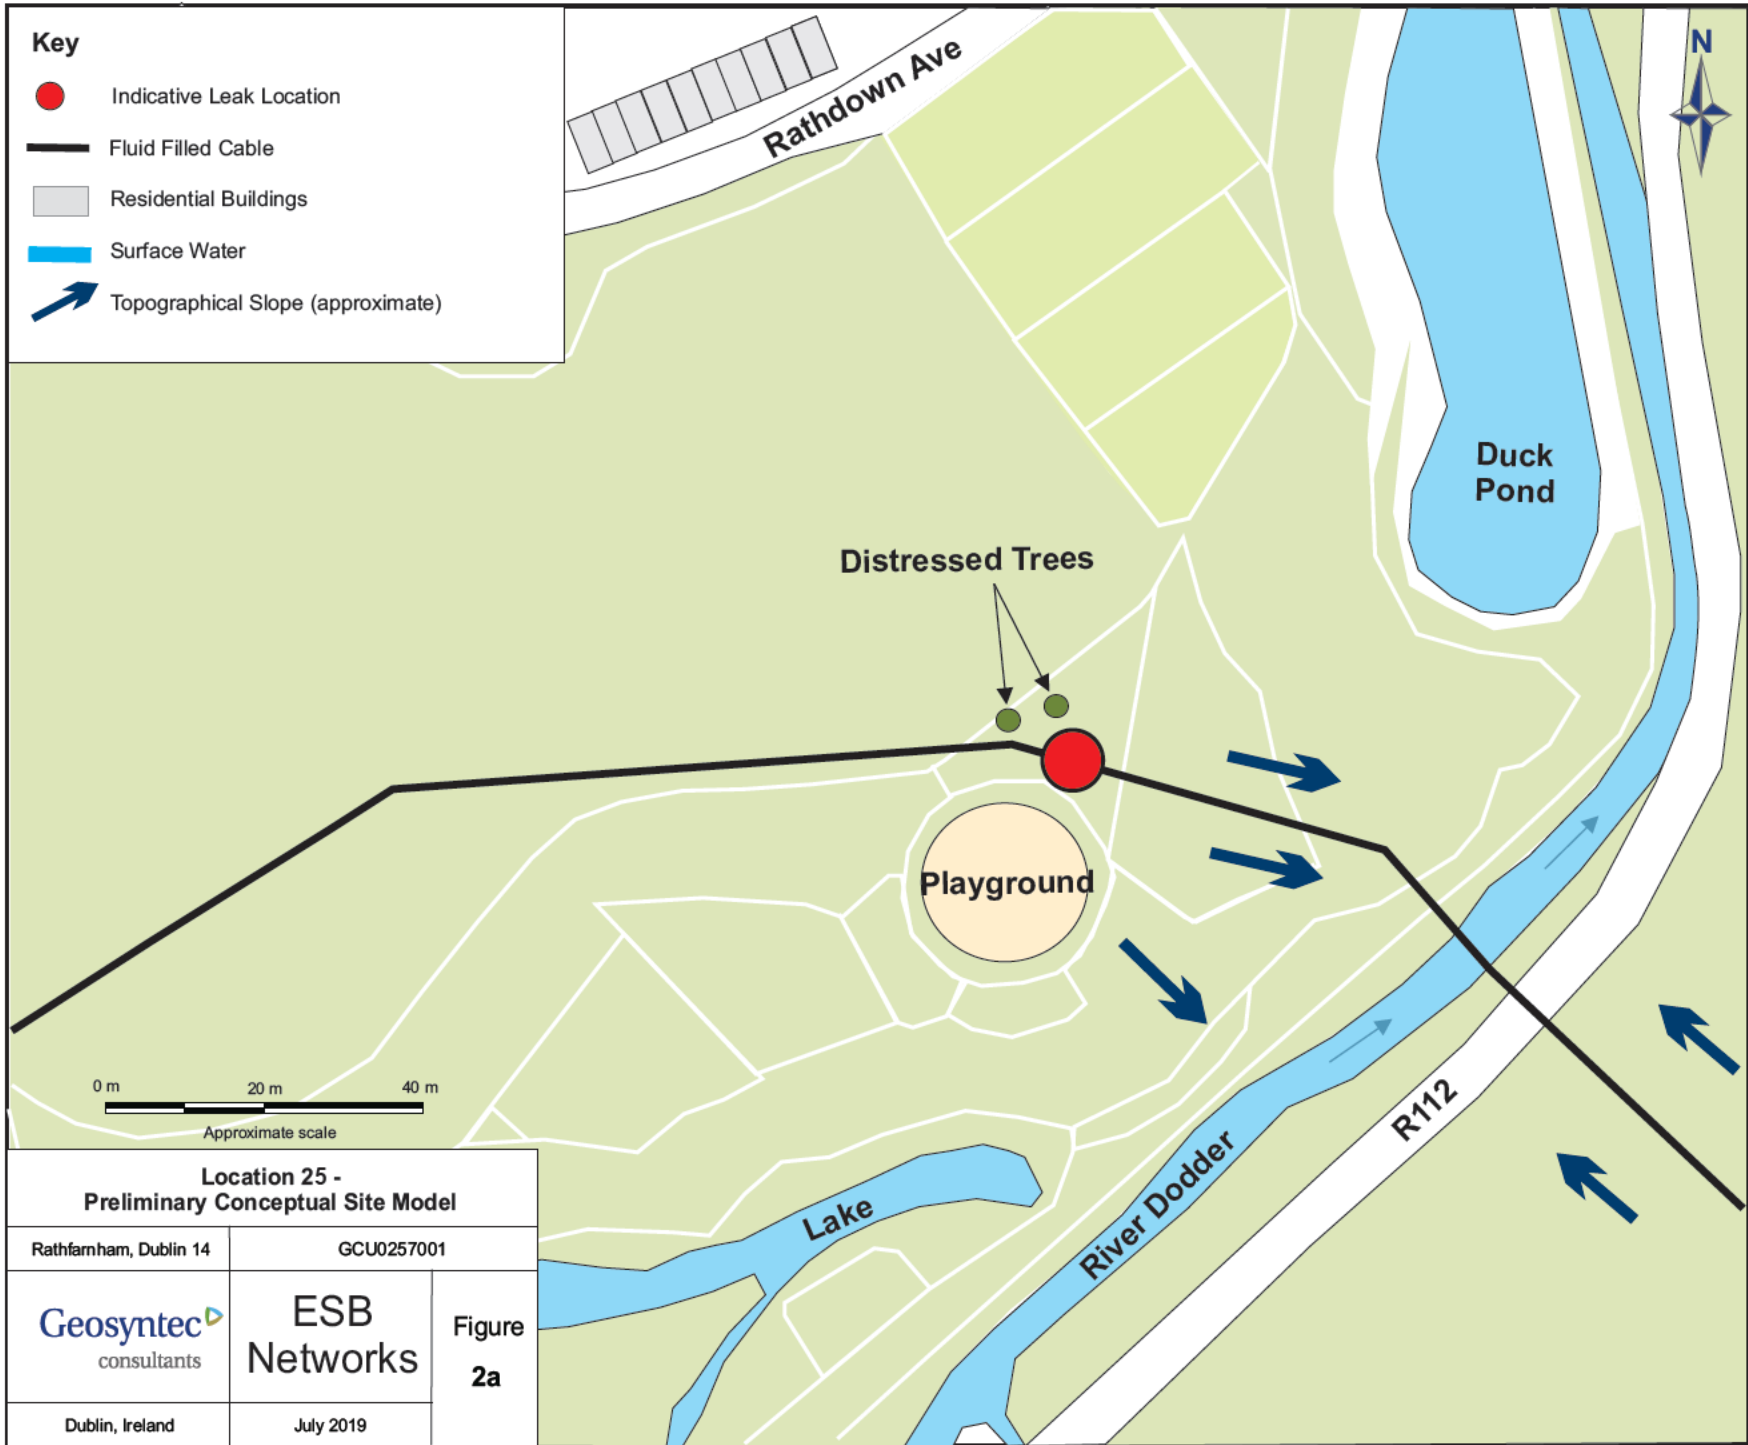 Key
Indicative Leak Location
Fluid Filled Cable
Residential Buildings
Surface Water
Topographical Slope (approximate)
Rathdown Ave
N
Duck
Pond
Distressed Trees
Playground
0 m 20 m 40 m
Approximate scale
R112
River Dodder
Lake
Location 25 -
Preliminary Conceptual Site Model
Rathfarnham, Dublin 14
GCU0257001
Geosyntec
consultants
ESB
Networks
Figure
2a
Dublin, Ireland
July 2019